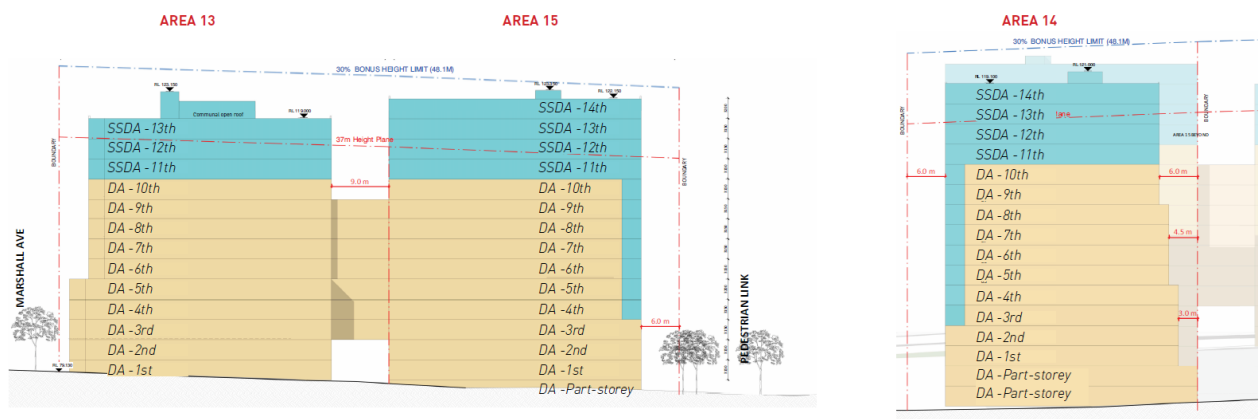 AREA 13
AREA 15
AREA 14
30% BONUS HEIGHT LIMIT (48.1M)
30% BONUS HEIGHT LIMIT (48.1M)
Communal open roof
37m Height Plane
lane
SSDA -13th
SSDA -12th
SSDA -11th
DA -10th
DA -9th
DA -8th
DA -7th
DA -6th
DA -5th
DA -4th
DA -3rd
DA -2nd
DA -1st
SSDA -14th
SSDA -13th
SSDA -12th
SSDA -11th
DA -10th
DA -9th
DA -8th
DA -7th
DA -6th
DA -5th
DA -4th
DA -3rd
DA -2nd
DA -1st
DA -Part-storey
9.0 m
6.0 m
BOUNDARY
BOUNDARY
MARSHALL AVE
PEDESTRIAN LINK
SSDA -14th
SSDA -13th
SSDA -12th
SSDA -11th
DA -10th
DA -9th
DA -8th
DA -7th
DA -6th
DA -5th
DA -4th
DA -3rd
DA -2nd
DA -1st
DA -Part-storey
DA -Part-storey
6.0 m
6.0 m
4.5 m
3.0 m
BOUNDARY
BOUNDARY